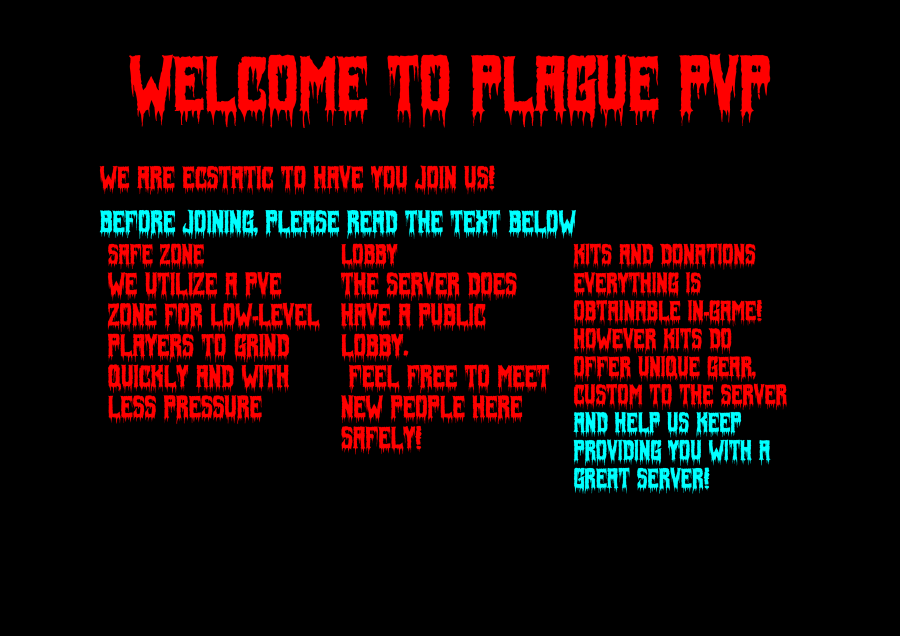 WELCOME TO PLAGUE PVP
WE ARE ECSTATIC TO HAVE YOU JOIN US!
BEFORE JOINING, PLEASE READ THE TEXT BELOW
SAFE ZONE
WE UTILIZE A PVE
ZONE FOR LOW-LEVEL
PLAYERS TO GRIND
QUICKLY AND WITH
LESS PRESSURE
LOBBY
THE SERVER DOES
HAVE A PUBLIC
LOBBY.
FEEL FREE TO MEET
NEW PEOPLE HERE
SAFELY!
KITS AND DONATIONS
EVERYTHING IS
OBTAINABLE IN-GAME!
HOWEVER KITS DO
OFFER UNIQUE GEAR,
CUSTOM TO THE SERVER
AND HELP US KEEP
PROVIDING YOU WITH A
GREAT SERVER!